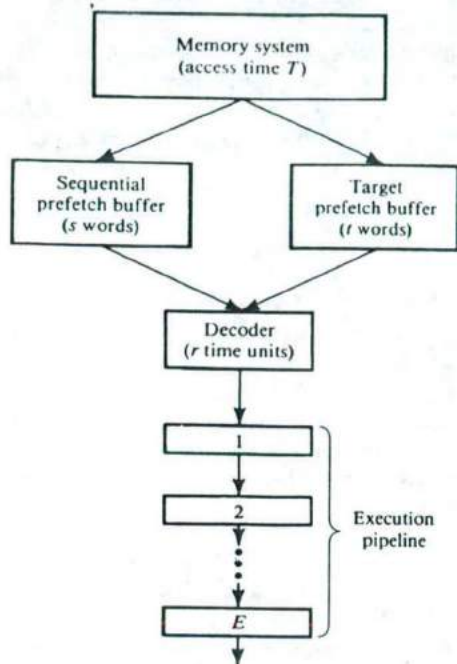 Memory system
(access time T)
Sequential
prefetch buffer
(s words)
Target
prefetch buffer
(t words)
Decoder
(r time units)
1
2
Execution
pipeline
E